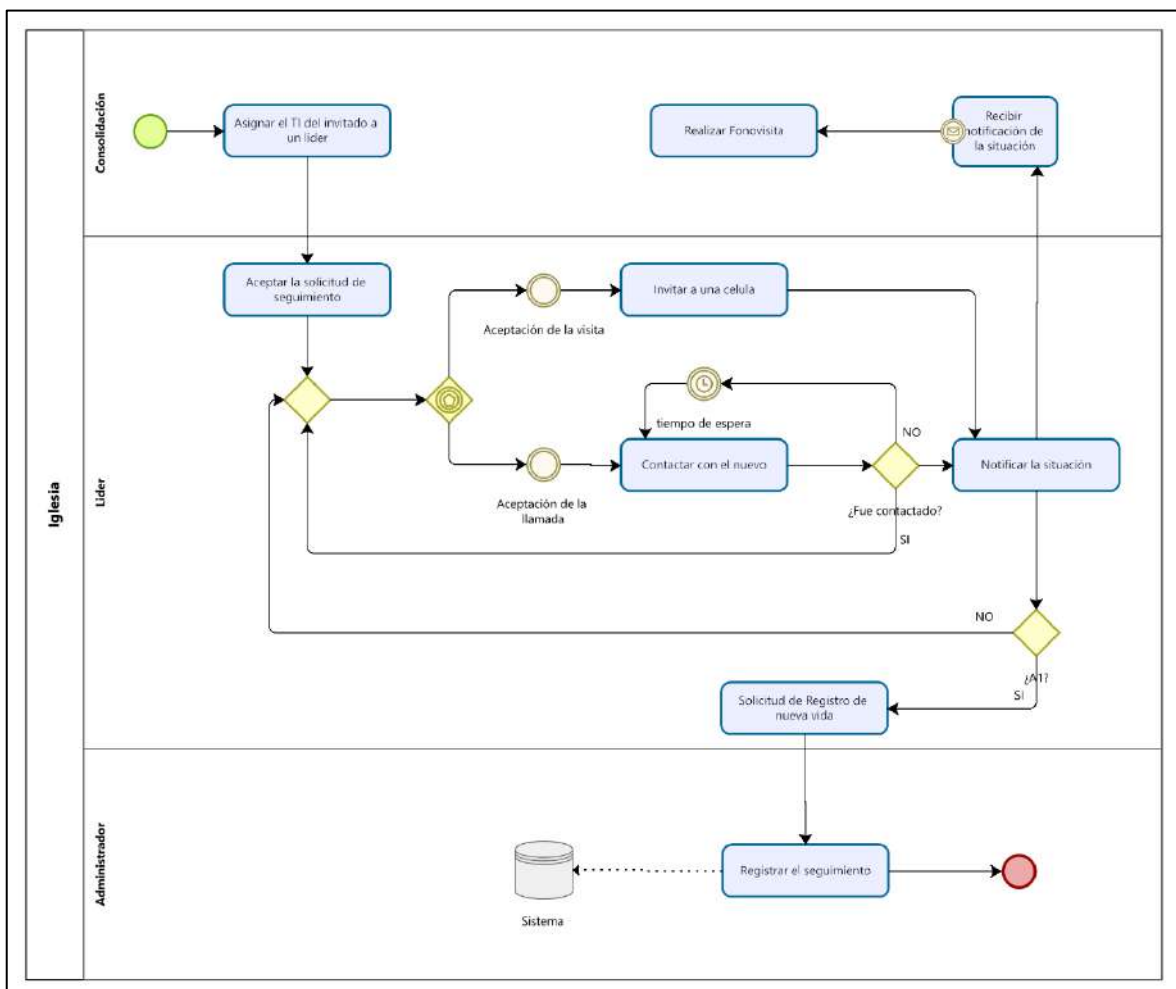 Iglesia
Consolidación
Asignar el TI del invitado a
un líder
Realizar Fonovisita
Recibir
notificación de
la situación
Líder
Aceptar la solicitud de
seguimiento
Aceptación de la visita
Invitar a una celula
tiempo de espera
Aceptación de la
llamada
Contactar con el nuevo
NO
¿Fue contactado?
SI
Notificar la situación
NO
¿A1?
SI
Solicitud de Registro de
nueva vida
Administrador
Sistema
Registrar el seguimiento